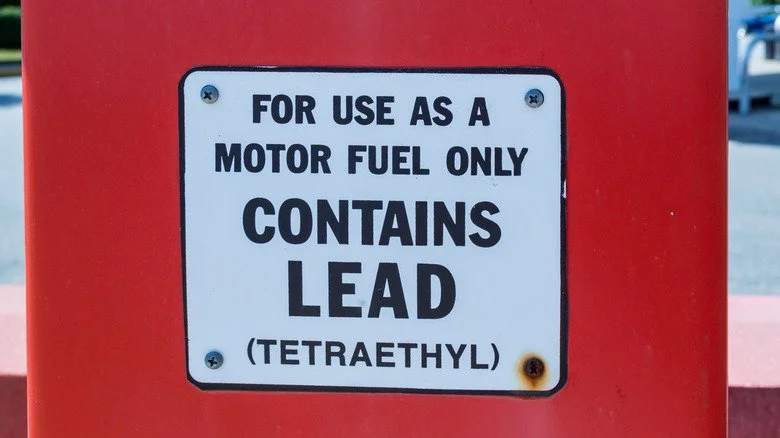 FOR USE AS A
MOTOR FUEL ONLY
CONTAINS
LEAD
(TETRAETHYL)